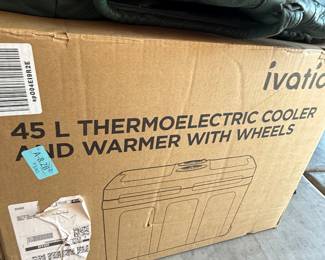 ivatio
45 L THERMOELECTRIC COOLER
AND WARMER WITH WHEELS